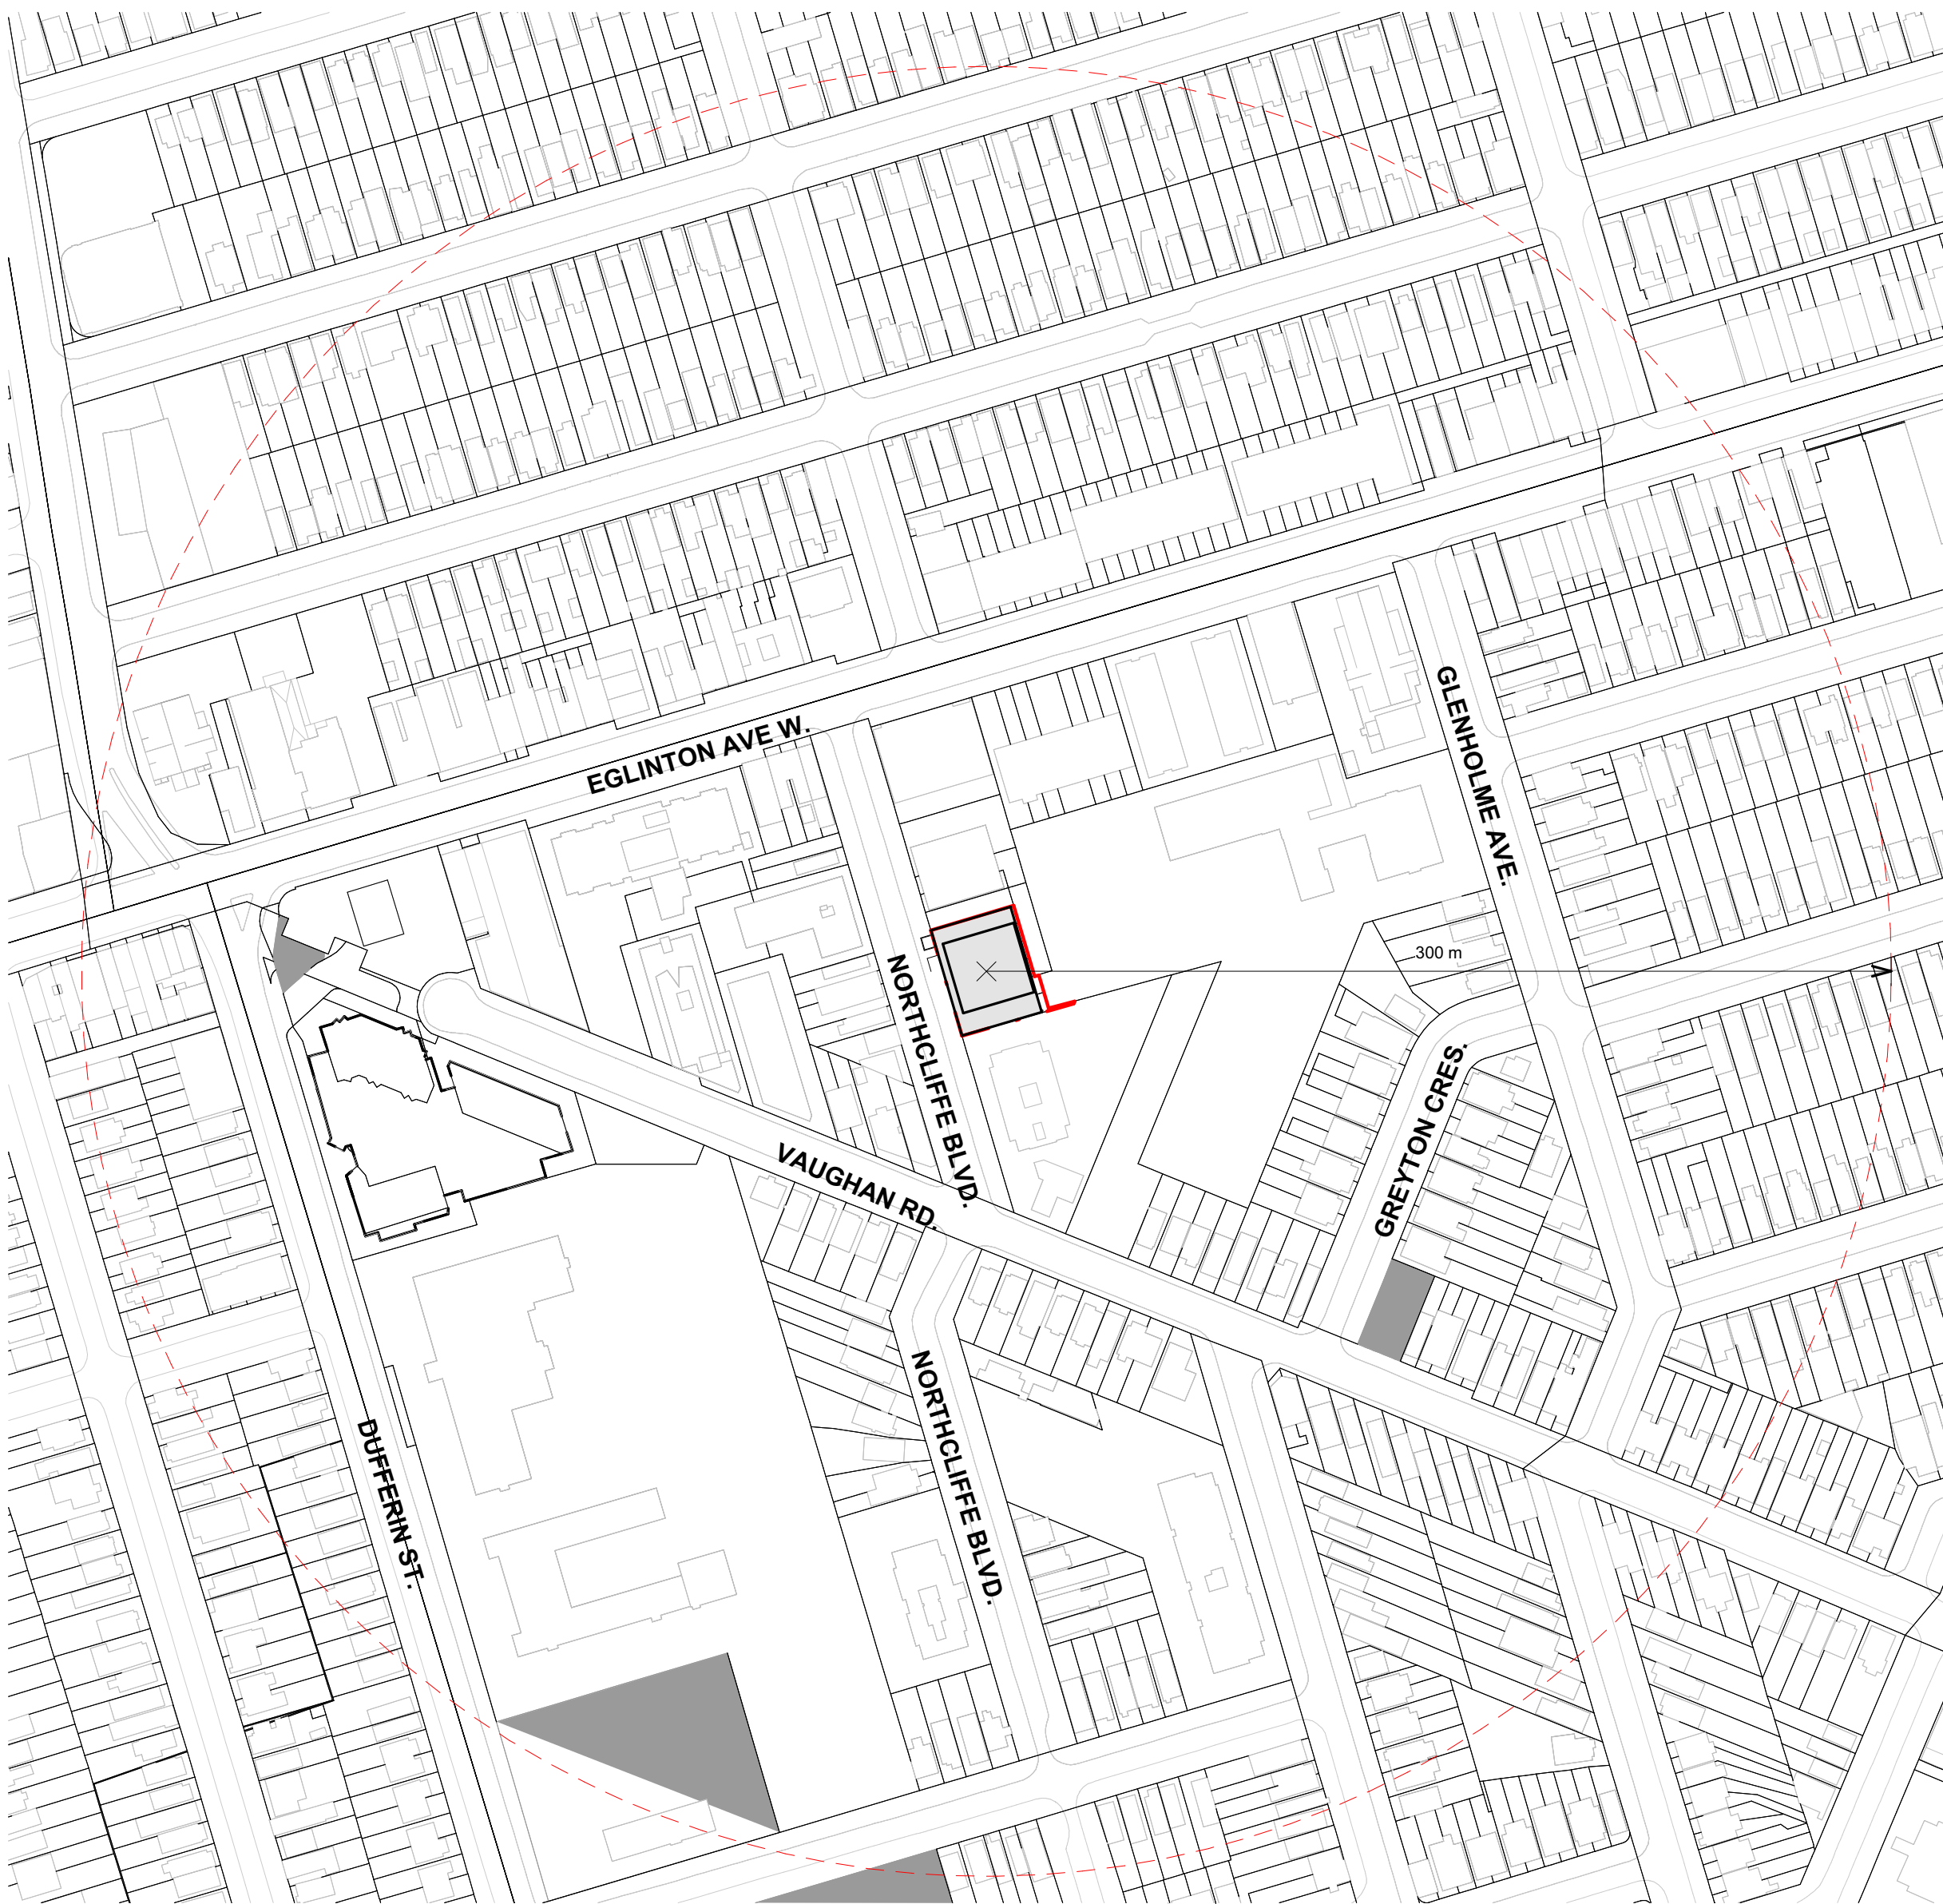 EGLINTON AVE W.
GLENHOLME AVE.
300 m
NORTHCLIFFE BLVD.
GREYTON CRES.
VAUGHAN RD.
NORTHCLIFFE BLVD.
DUFFERIN ST.